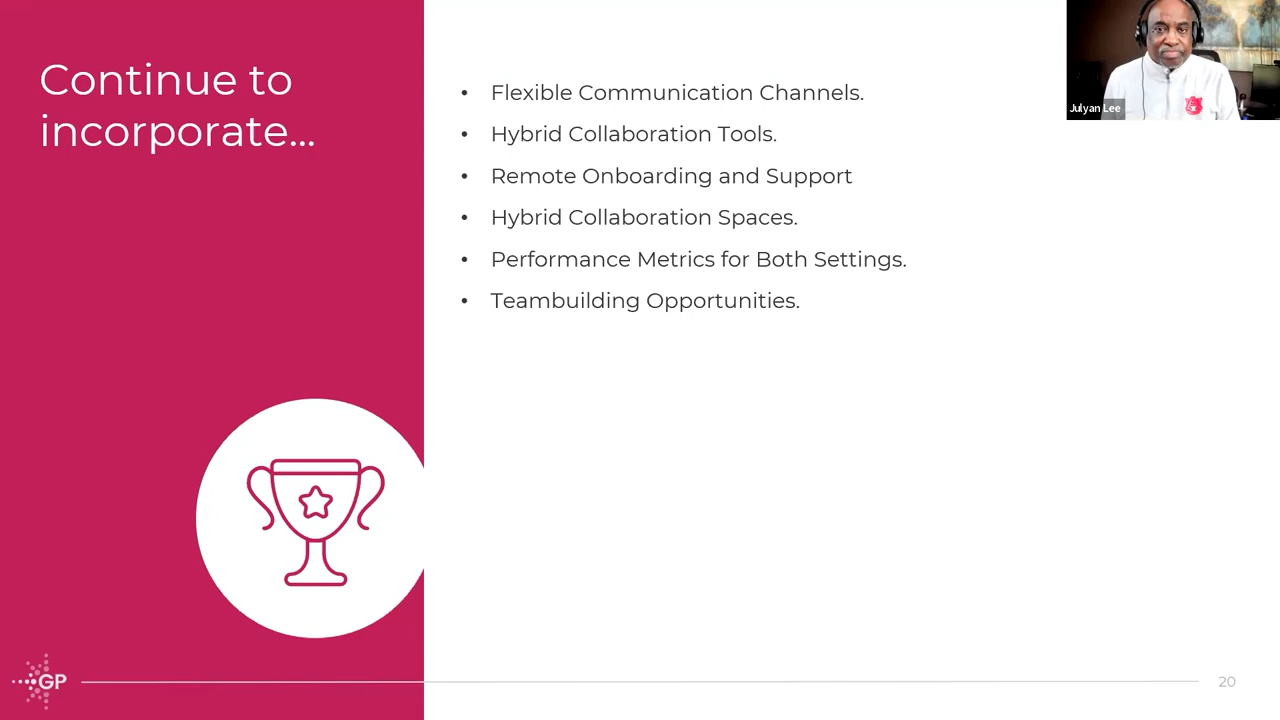 Continue to
incorporate...
• Flexible Communication Channels.
• Hybrid Collaboration Tools.
• Remote Onboarding and Support
• Hybrid Collaboration Spaces.
• Performance Metrics for Both Settings.
• Teambuilding Opportunities.
Julyan Lee
GP
20